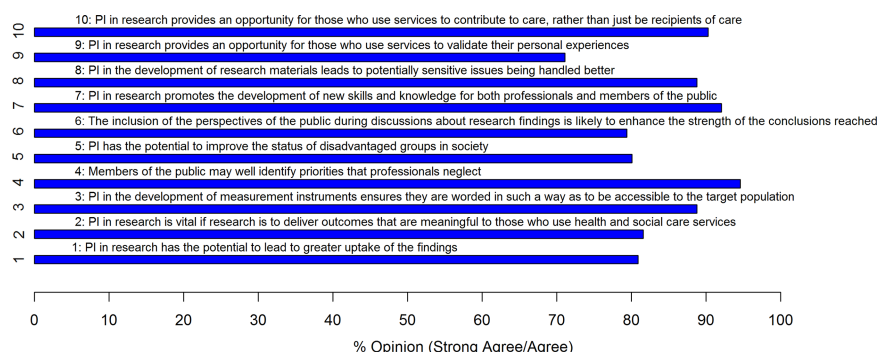 10: PI in research provides an opportunity for those who use services to contribute to care, rather than just be recipients of care
10
9: PI in research provides an opportunity for those who use services to validate their personal experiences
9
8: PI in the development of research materials leads to potentially sensitive issues being handled better
8
7: PI in research promotes the development of new skills and knowledge for both professionals and members of the public
7
6: The inclusion of the perspectives of the public during discussions about research findings is likely to enhance the strength of the conclusions reached
6
5: PI has the potential to improve the status of disadvantaged groups in society
5
4: Members of the public may well identify priorities that professionals neglect
4
3: PI in the development of measurement instruments ensures they are worded in such a way as to be accessible to the target population
3
2: PI in research is vital if research is to deliver outcomes that are meaningful to those who use health and social care services
2
1: PI in research has the potential to lead to greater uptake of the findings
1
0 10 20 30 40 50 60 70 80 90 100
% Opinion (Strong Agree/Agree)